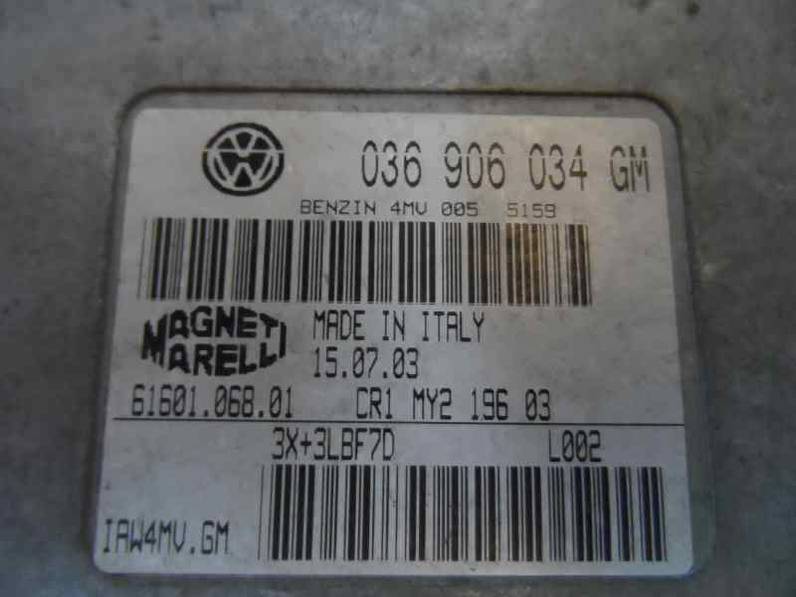 036 906 034 GM
BENZIN 4MV 005 5159
MAGNETI
MARELLI
MADE IN ITALY
15.07.03
61601.068.01 CR1 MY2 196 03
3X+3LBF7D L002
IAW4MV.GM